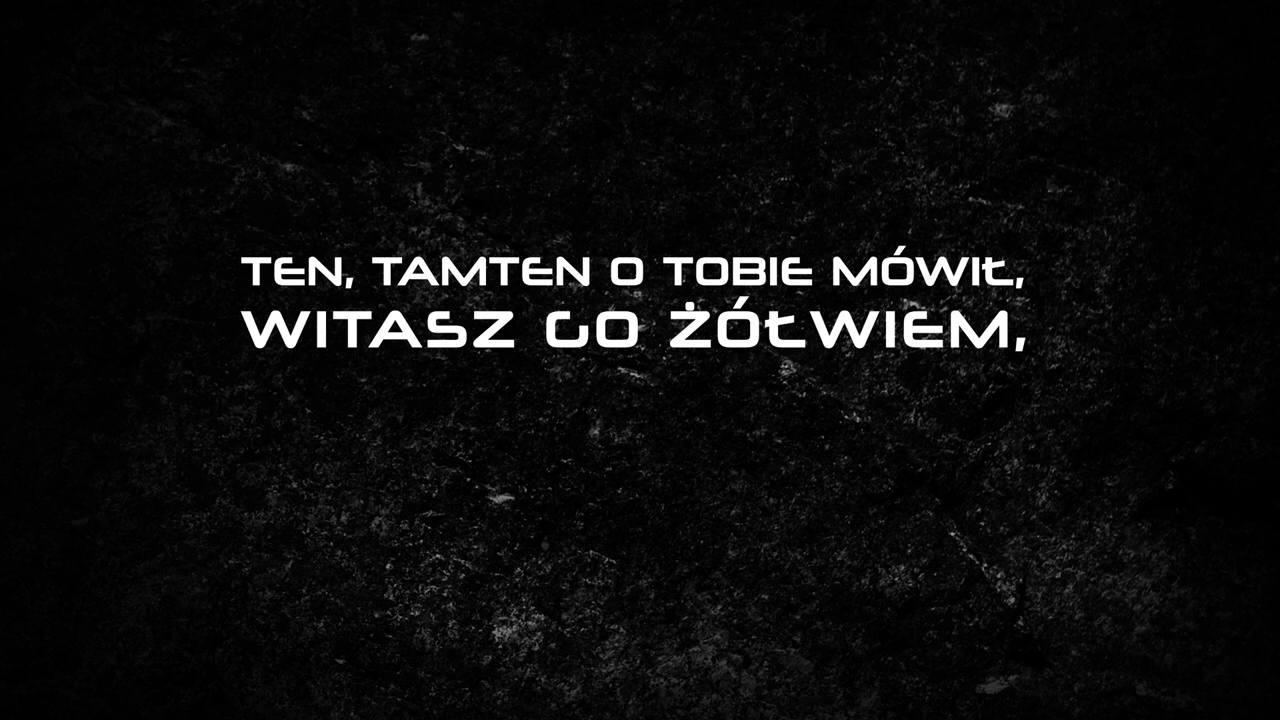 TEN, TAMTEN O TOBIE MÓWIŁ,
WITASZ GO ŻÓŁWIEM,